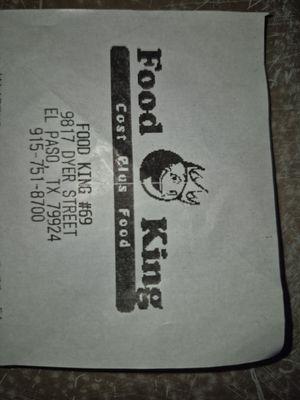 Food King
Cost Plus Food
FOOD KING #69
9817 DYER STREET
EL PASO, TX 79924
915-751-8700